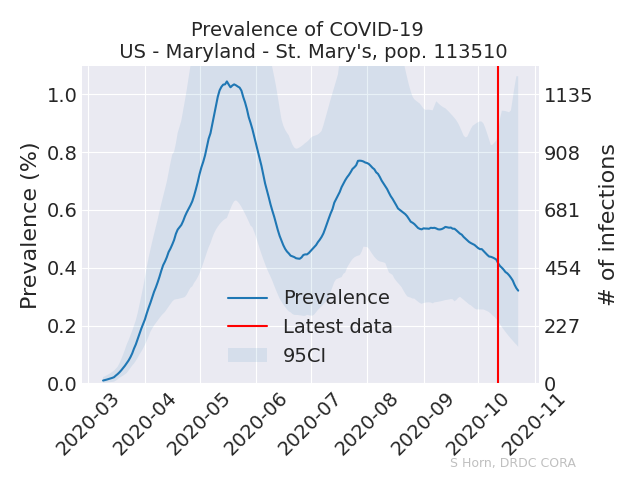 Prevalence of COVID-19
US - Maryland - St. Mary's, pop. 113510
Prevalence (%)
1.0
0.8
0.6
0.4
0.2
0.0
1135
908
681
454
227
0
# of infections
Prevalence
Latest data
95CI
2020-03
2020-04
2020-05
2020-06
2020-07
2020-08
2020-09
2020-10
2020-11
S Horn, DRDC CORA